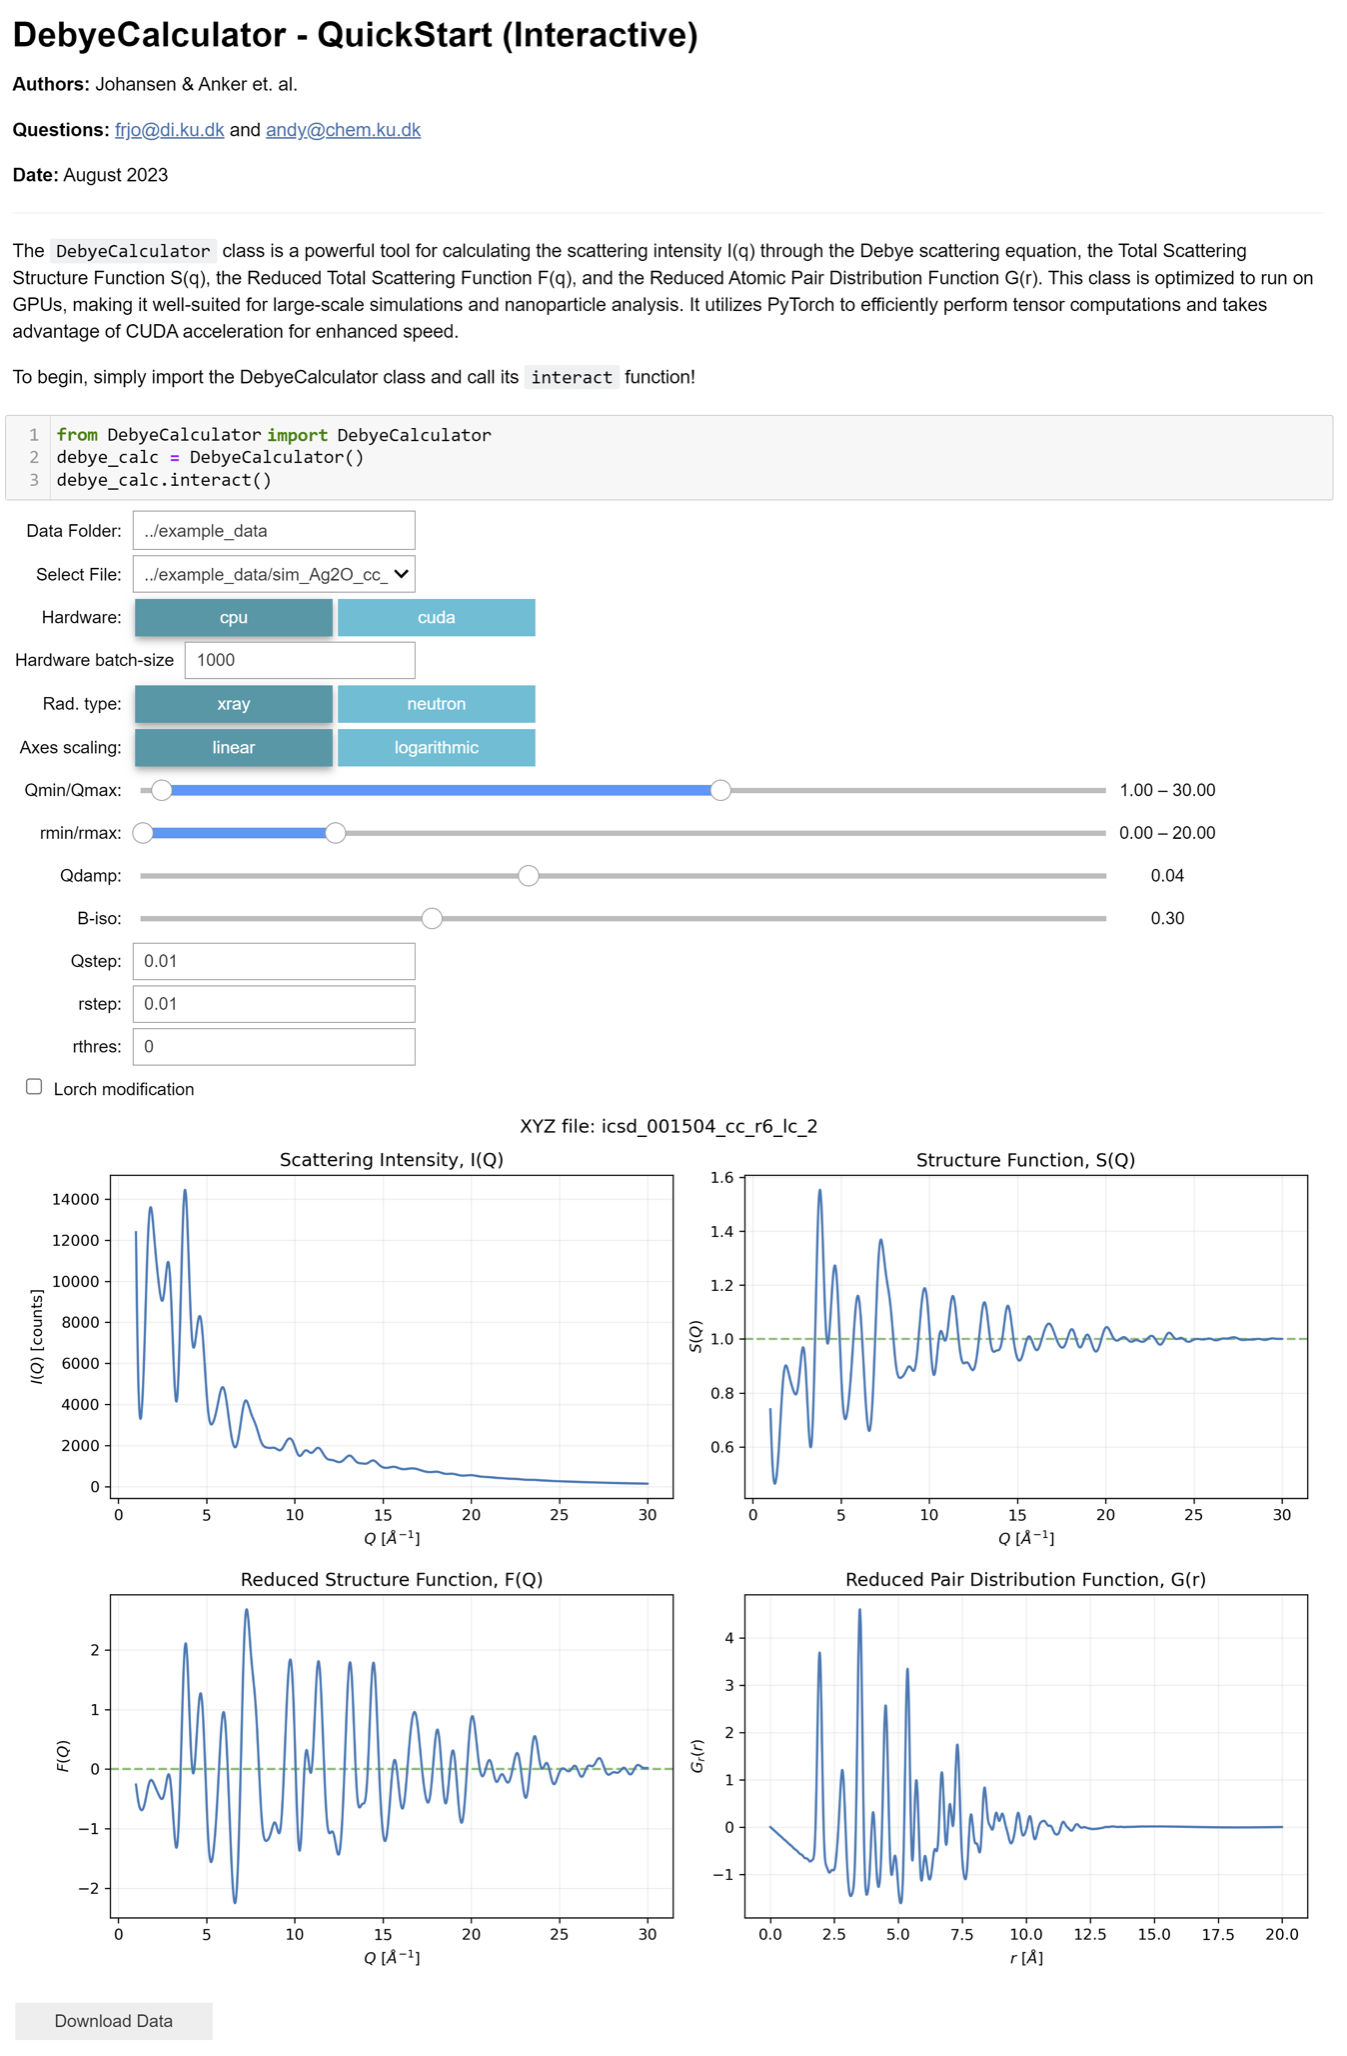 DebyeCalculator - QuickStart (Interactive)
Authors: Johansen & Anker et. al.
Questions: frjo@di.ku.dk and andy@chem.ku.dk
Date: August 2023
The DebyeCalculator class is a powerful tool for calculating the scattering intensity I(q) through the Debye scattering equation, the Total Scattering
Structure Function S(q), the Reduced Total Scattering Function F(q), and the Reduced Atomic Pair Distribution Function G(r). This class is optimized to run on
GPUs, making it well-suited for large-scale simulations and nanoparticle analysis. It utilizes PyTorch to efficiently perform tensor computations and takes
advantage of CUDA acceleration for enhanced speed.
To begin, simply import the DebyeCalculator class and call its interact function!
1 from DebyeCalculator import DebyeCalculator
2 debye_calc = DebyeCalculator()
3 debye_calc.interact()
Data Folder: ../example_data
Select File: ../example_data/sim_Ag2O_cc_
Hardware: cpu cuda
Hardware batch-size 1000
Rad. type: xray neutron
Axes scaling: linear logarithmic
Qmin/Qmax: 1.00 – 30.00
rmin/rmax: 0.00 – 20.00
Qdamp: 0.04
B-iso: 0.30
Qstep: 0.01
rstep: 0.01
rthres: 0
Lorch modification
XYZ file: icsd_001504_cc_r6_lc_2
Scattering Intensity, I(Q)
I(Q) [counts]
14000
12000
10000
8000
6000
4000
2000
0
0 5 10 15 20 25 30
Q [Å⁻¹]
Structure Function, S(Q)
S(Q)
1.6
1.4
1.2
1.0
0.8
0.6
0 5 10 15 20 25 30
Q [Å⁻¹]
Reduced Structure Function, F(Q)
F(Q)
2
1
0
−1
−2
0 5 10 15 20 25 30
Q [Å⁻¹]
Reduced Pair Distribution Function, G(r)
Gᵣ(r)
4
3
2
1
0
−1
0.0 2.5 5.0 7.5 10.0 12.5 15.0 17.5 20.0
r [Å]
Download Data